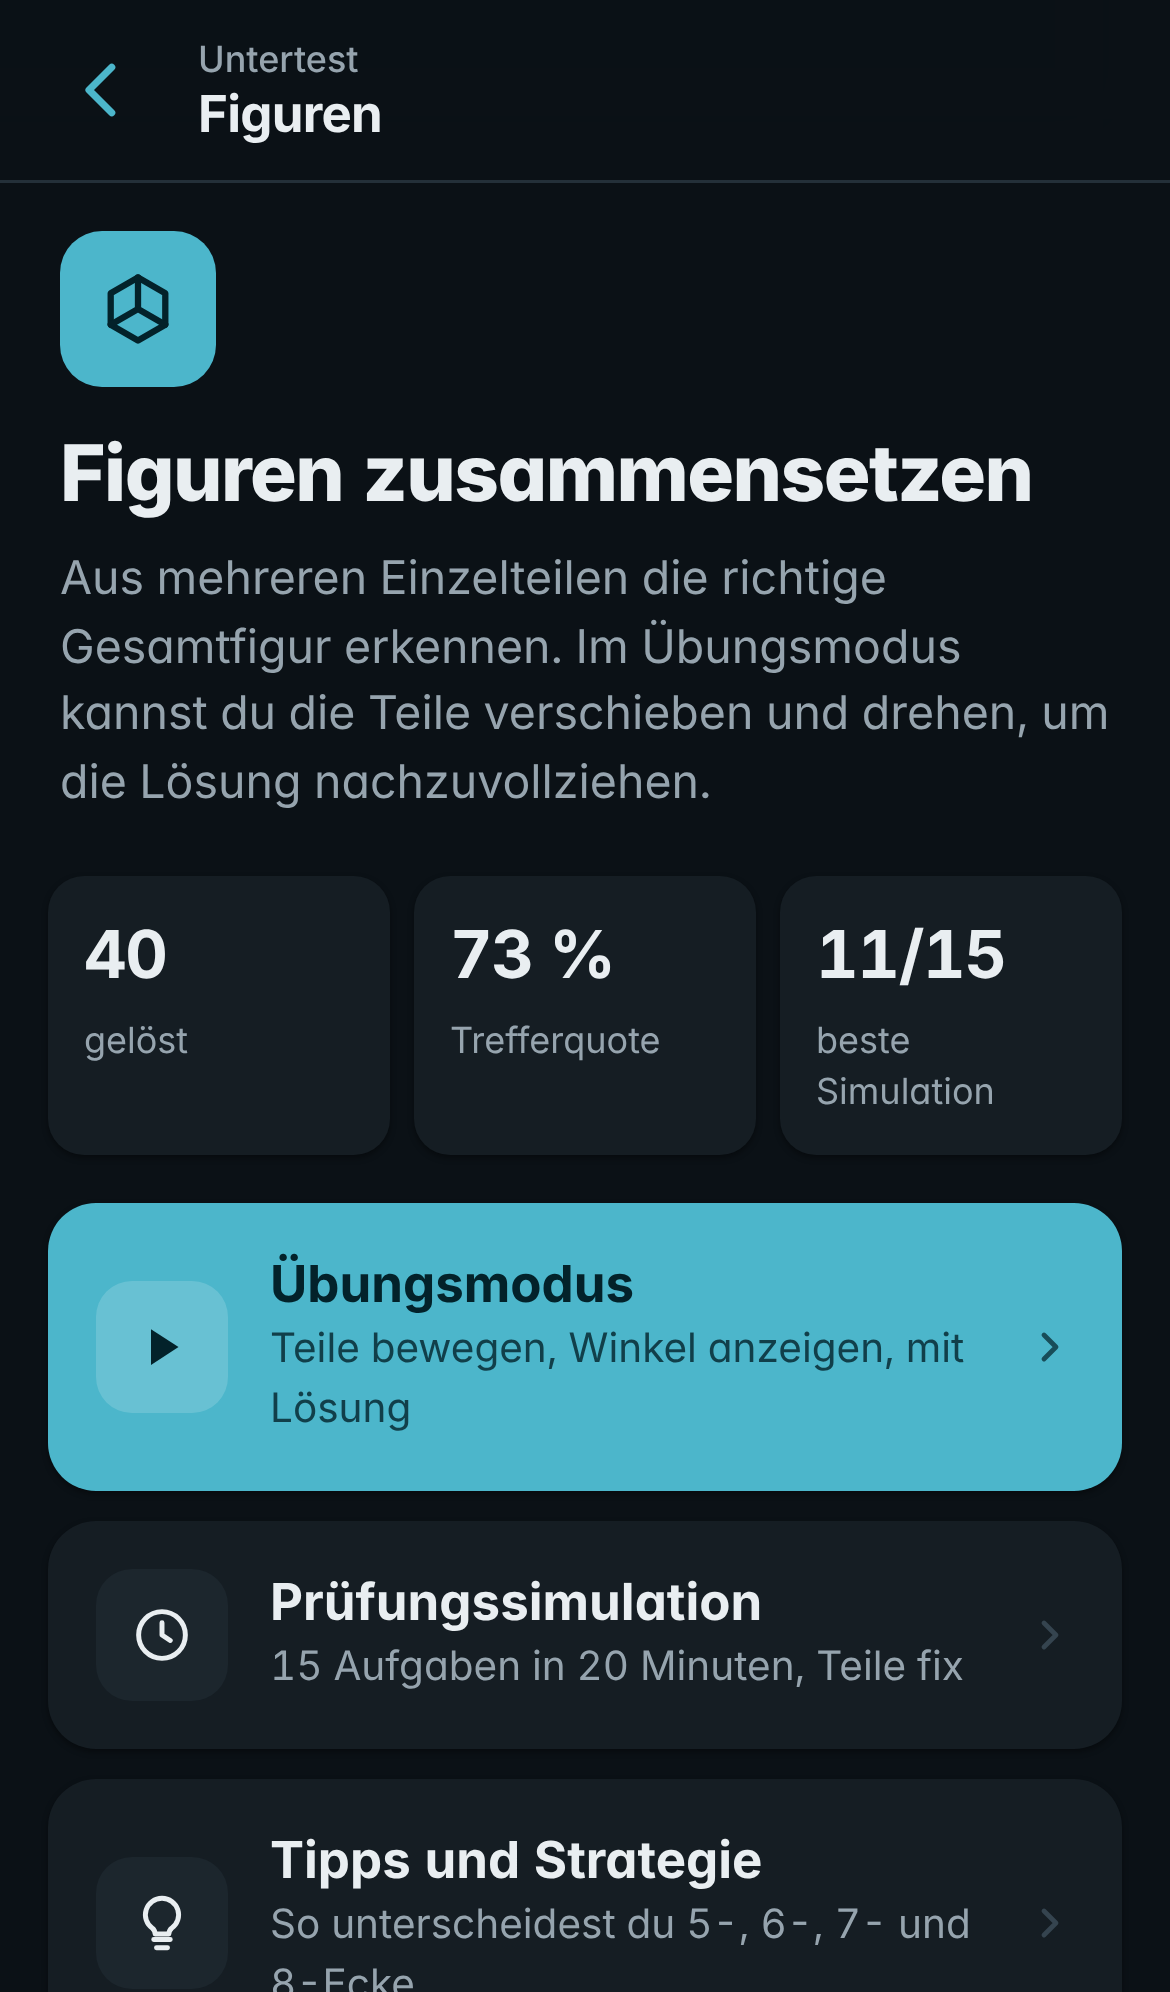 Untertest
Figuren
Figuren zusammensetzen
Aus mehreren Einzelteilen die richtige
Gesamtfigur erkennen. Im Übungsmodus
kannst du die Teile verschieben und drehen, um
die Lösung nachzuvollziehen.
40
gelöst
73 %
Trefferquote
11/15
beste
Simulation
Übungsmodus
Teile bewegen, Winkel anzeigen, mit
Lösung
Prüfungssimulation
15 Aufgaben in 20 Minuten, Teile fix
Tipps und Strategie
So unterscheidest du 5-, 6-, 7- und
8-Ecke